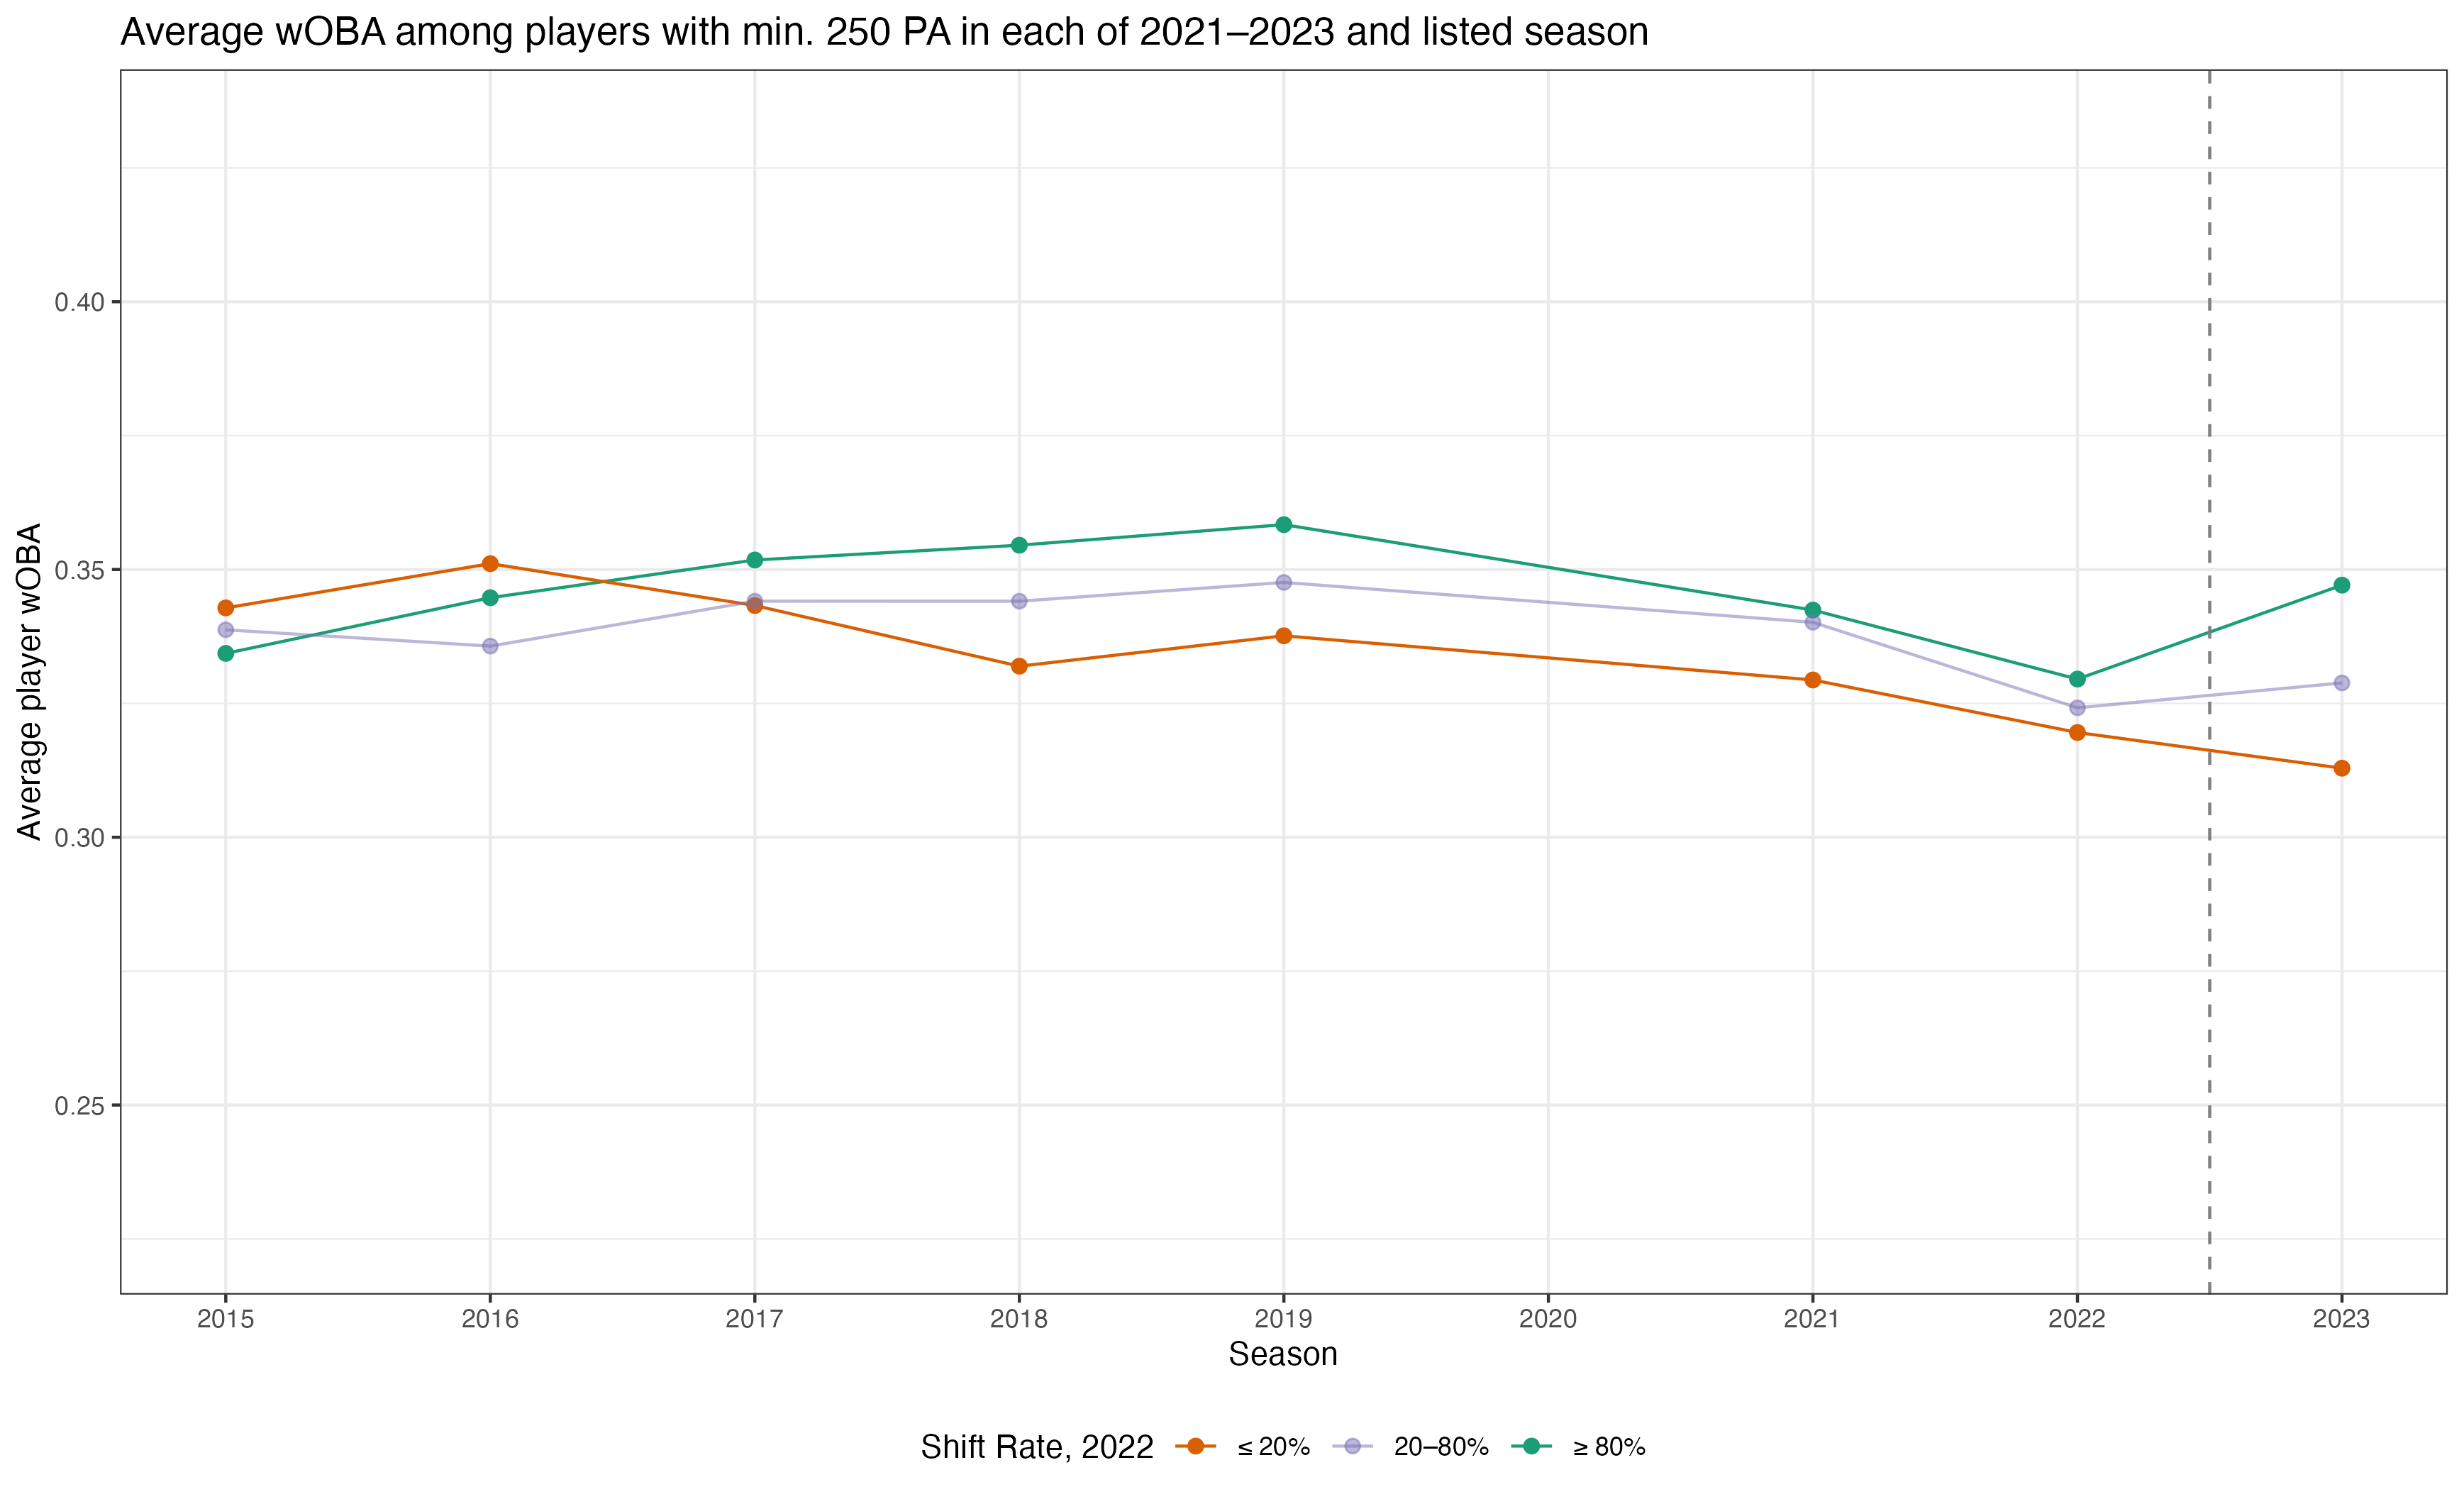 Average wOBA among players with min. 250 PA in each of 2021–2023 and listed season
Average player wOBA
0.40
0.35
0.30
0.25
2015 2016 2017 2018 2019 2020 2021 2022 2023
Season
Shift Rate, 2022 ≤ 20% 20–80% ≥ 80%